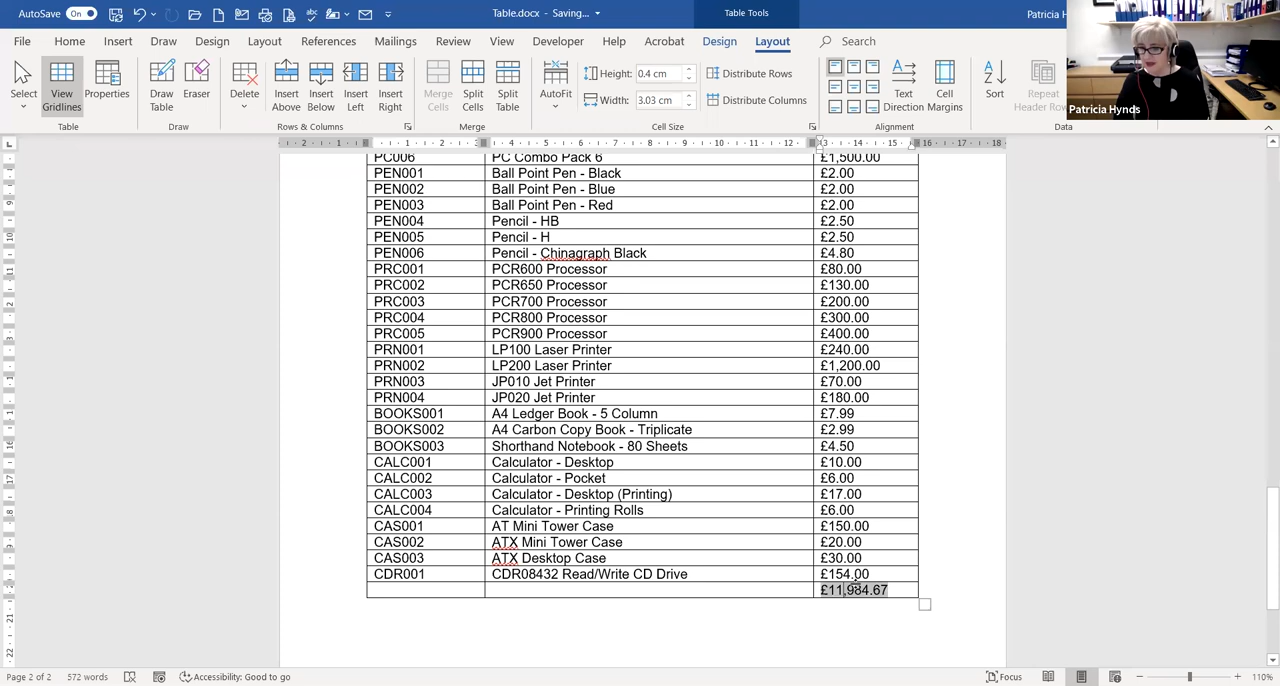 AutoSave On Table.docx - Saving... Table Tools Patricia H
File Home Insert Draw Design Layout References Mailings Review View Developer Help Acrobat Design Layout Search
Select View Gridlines Properties Draw Table Eraser Delete Insert Above Insert Below Insert Left Insert Right Merge Cells Split Cells Split Table AutoFit Height: 0.4 cm Distribute Rows Text Direction Cell Margins Sort Repeat Header Row
Width: 3.03 cm Distribute Columns
Patricia Hynds
Table Draw Rows & Columns Merge Cell Size Alignment Data
PC006 PC Combo Pack 6 £1,500.00
PEN001 Ball Point Pen - Black £2.00
PEN002 Ball Point Pen - Blue £2.00
PEN003 Ball Point Pen - Red £2.00
PEN004 Pencil - HB £2.50
PEN005 Pencil - H £2.50
PEN006 Pencil - Chinagraph Black £4.80
PRC001 PCR600 Processor £80.00
PRC002 PCR650 Processor £130.00
PRC003 PCR700 Processor £200.00
PRC004 PCR800 Processor £300.00
PRC005 PCR900 Processor £400.00
PRN001 LP100 Laser Printer £240.00
PRN002 LP200 Laser Printer £1,200.00
PRN003 JP010 Jet Printer £70.00
PRN004 JP020 Jet Printer £180.00
BOOKS001 A4 Ledger Book - 5 Column £7.99
BOOKS002 A4 Carbon Copy Book - Triplicate £2.99
BOOKS003 Shorthand Notebook - 80 Sheets £4.50
CALC001 Calculator - Desktop £10.00
CALC002 Calculator - Pocket £6.00
CALC003 Calculator - Desktop (Printing) £17.00
CALC004 Calculator - Printing Rolls £6.00
CAS001 AT Mini Tower Case £150.00
CAS002 ATX Mini Tower Case £20.00
CAS003 ATX Desktop Case £30.00
CDR001 CDR08432 Read/Write CD Drive £154.00
£11,984.67
Page 2 of 2 572 words Accessibility: Good to go Focus 110%